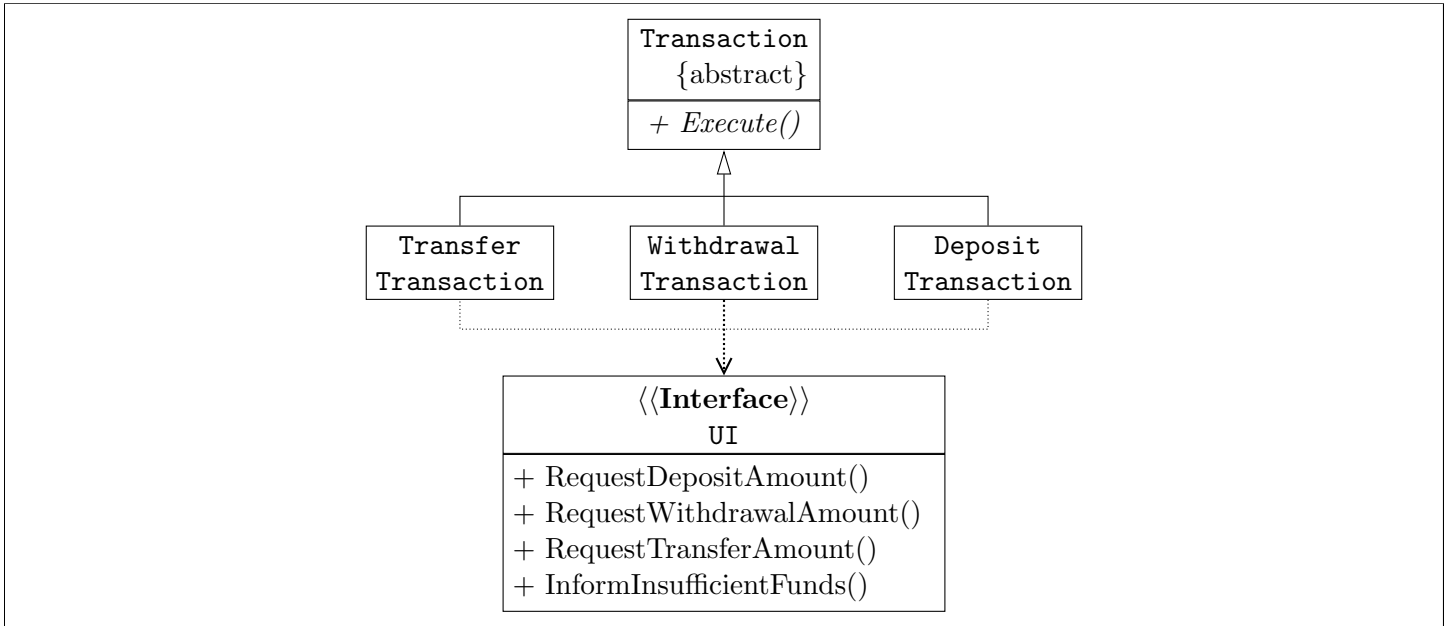 Transaction
{abstract}
+ Execute()
Transfer
Transaction
Withdrawal
Transaction
Deposit
Transaction
⟨⟨Interface⟩⟩
UI
+ RequestDepositAmount()
+ RequestWithdrawalAmount()
+ RequestTransferAmount()
+ InformInsufficientFunds()